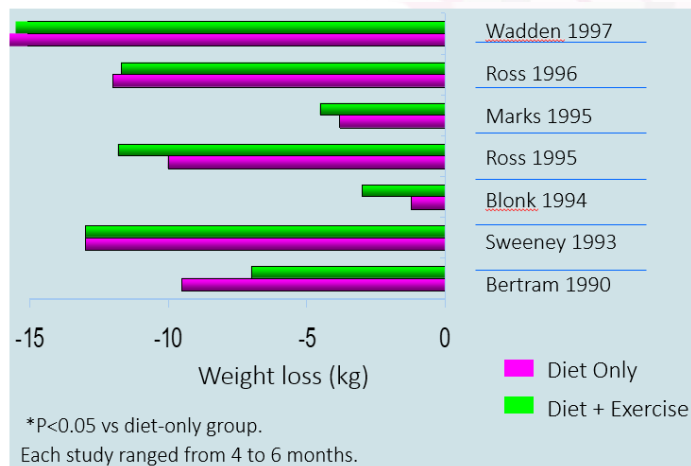 Wadden 1997
Ross 1996
Marks 1995
Ross 1995
Blonk 1994
Sweeney 1993
Bertram 1990
-15 -10 -5 0
Weight loss (kg)
Diet Only
Diet + Exercise
*P<0.05 vs diet-only group.
Each study ranged from 4 to 6 months.